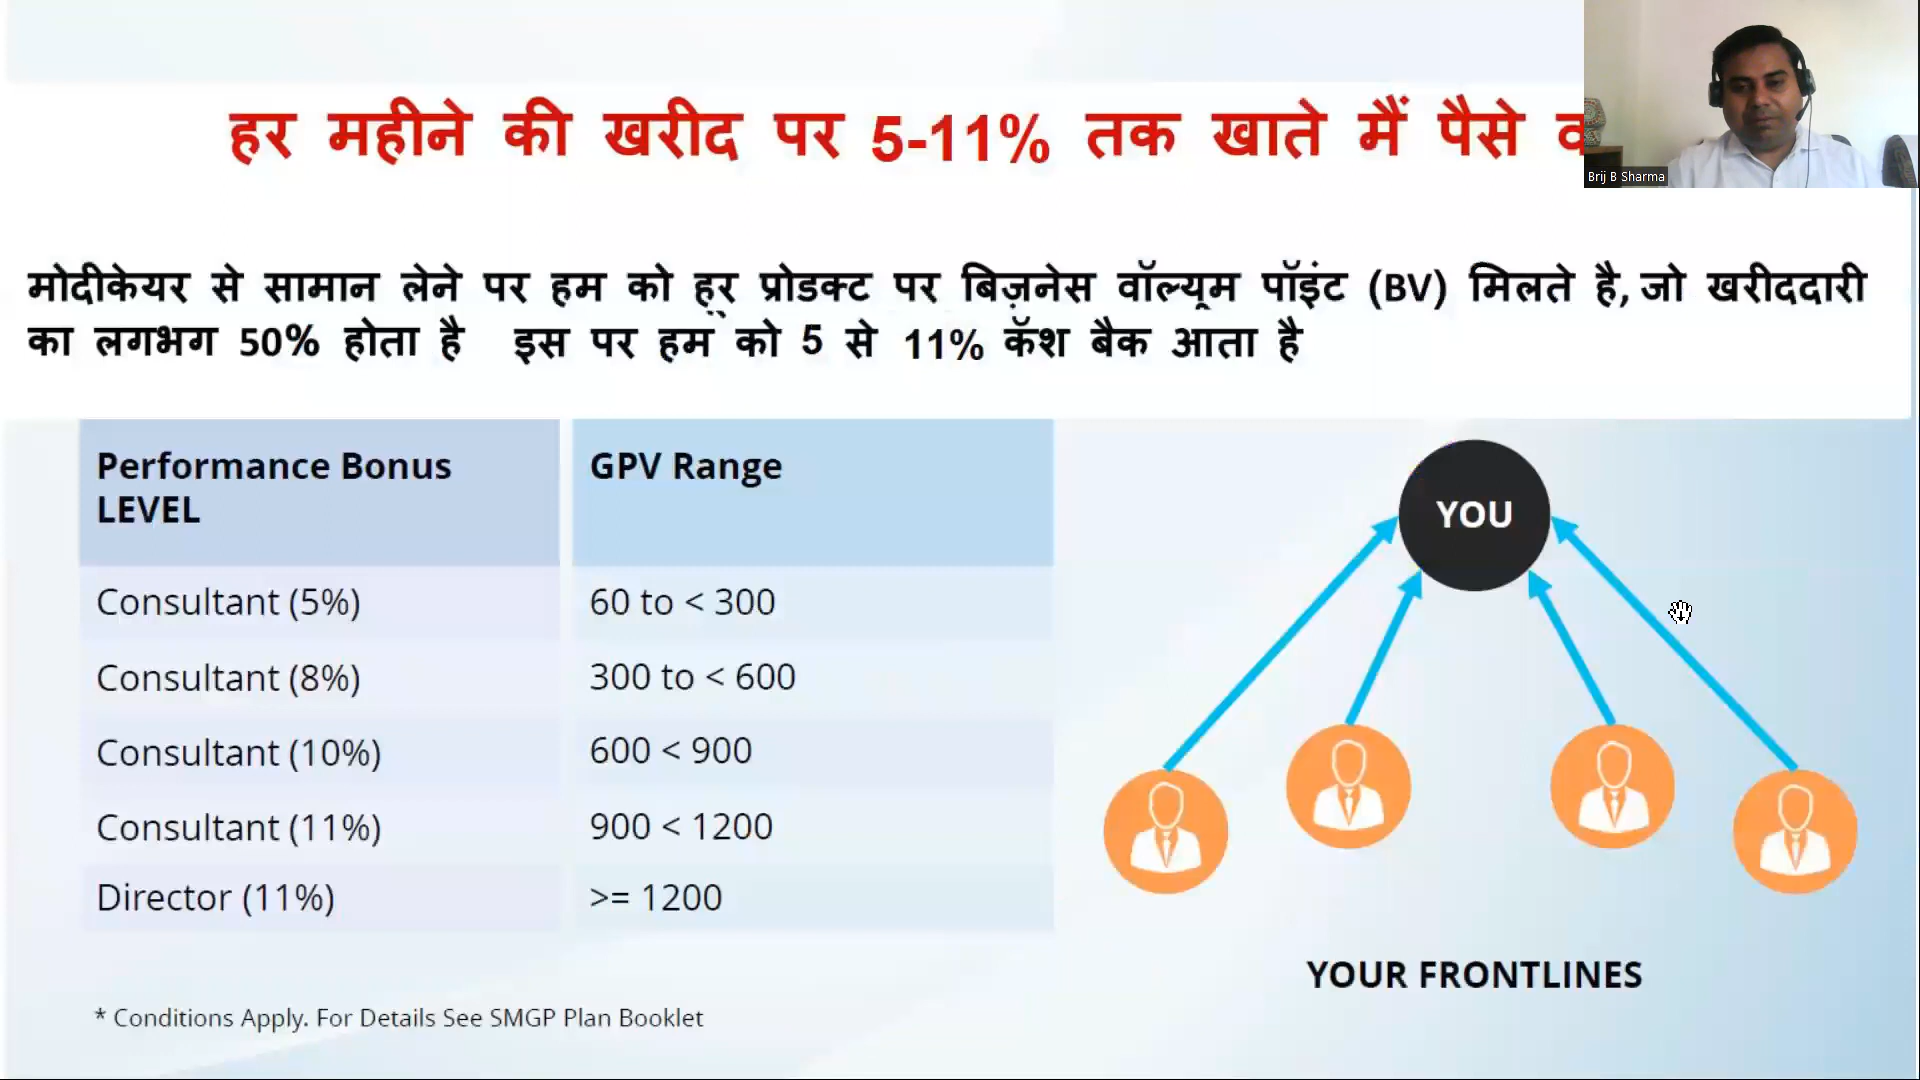 हर महीने की खरीद पर 5-11% तक खाते मैं पैसे
Brij B Sharma
मोदीकेयर से सामान लेने पर हम को हर प्रोडक्ट पर बिज़नेस वॉल्यूम पॉइंट (BV) मिलते है, जो खरीददारी
का लगभग 50% होता है इस पर हम को 5 से 11% कॅश बैक आता है
Performance Bonus
LEVEL
GPV Range
Consultant (5%)
60 to < 300
Consultant (8%)
300 to < 600
Consultant (10%)
600 < 900
Consultant (11%)
900 < 1200
Director (11%)
>= 1200
YOU
YOUR FRONTLINES
* Conditions Apply. For Details See SMGP Plan Booklet